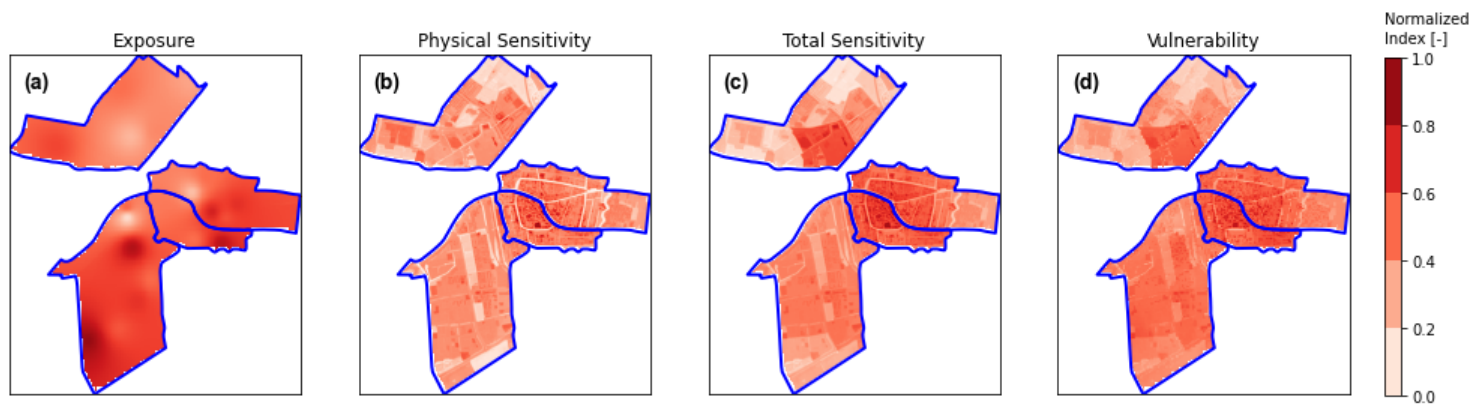 Exposure
Physical Sensitivity
Total Sensitivity
Vulnerability
Normalized
Index [-]
(a)
(b)
(c)
(d)
1.0
0.8
0.6
0.4
0.2
0.0